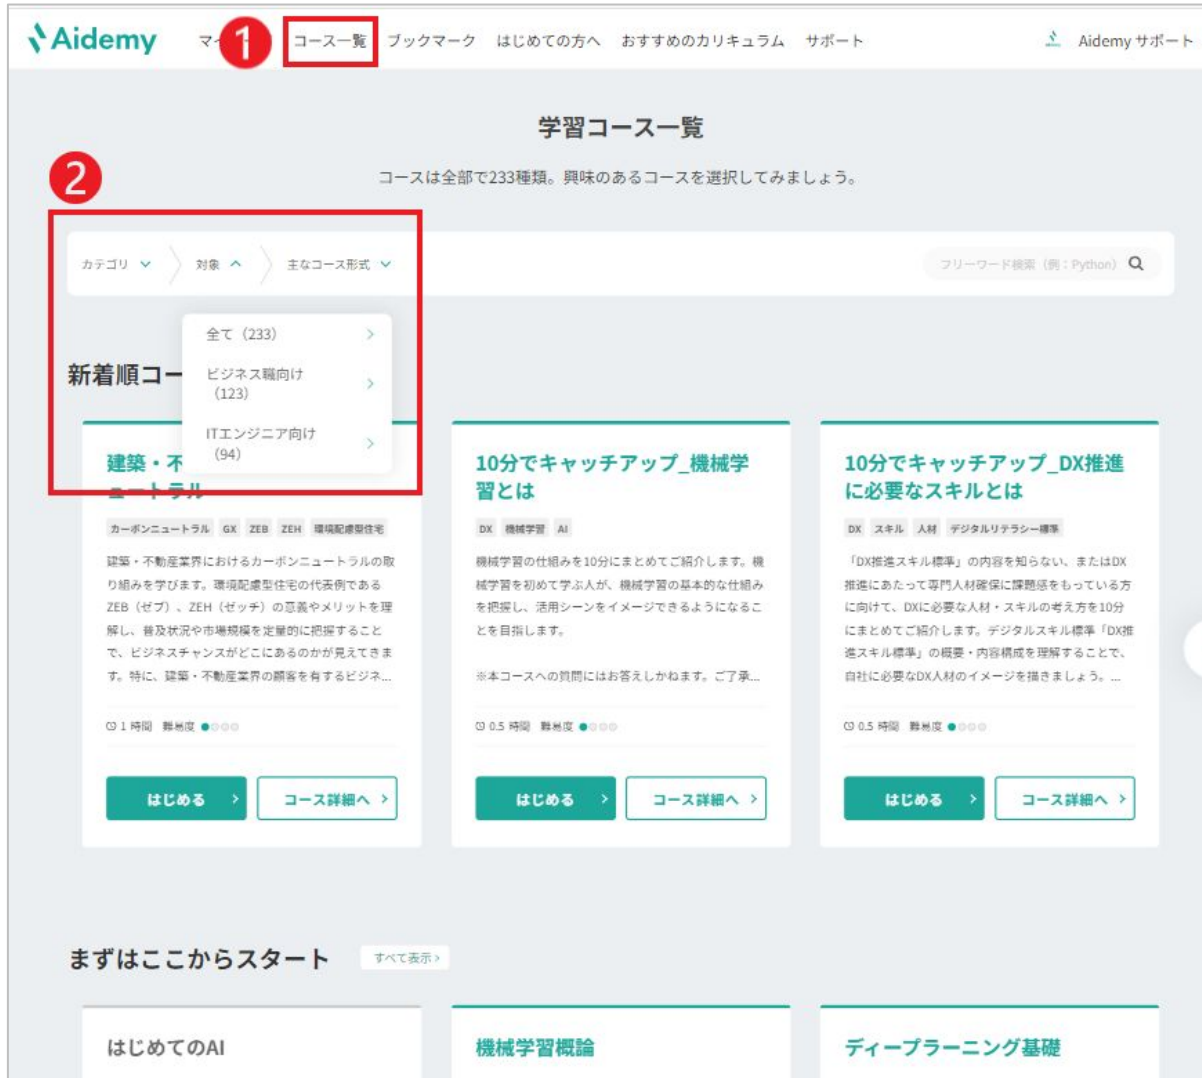 Aidemy
マイ
1
コース一覧 ブックマーク はじめての方へ おすすめのカリキュラム サポート
Aidemy サポート
学習コース一覧
2
コースは全部で233種類。興味のあるコースを選択してみましょう。
カテゴリ 対象 主なコース形式
フリーワード検索(例:Python)
全て(233)
ビジネス職向け
(123)
ITエンジニア向け
(94)
新着順コー
建築・不
ュートラル
カーボンニュートラル GX ZEB ZEH 環境配慮型住宅
建築・不動産業界におけるカーボンニュートラルの取
り組みを学びます。環境配慮型住宅の代表例である
ZEB(ゼブ)、ZEH(ゼッチ)の意義やメリットを理
解し、普及状況や市場規模を定量的に把握すること
で、ビジネスチャンスがどこにあるのかが見えてきま
す。特に、建築・不動産業界の顧客を有するビジネ...
1 時間 難易度
はじめる
コース詳細へ
10分でキャッチアップ_機械学
習とは
DX 機械学習 AI
機械学習の仕組みを10分にまとめてご紹介します。機
械学習を初めて学ぶ人が、機械学習の基本的な仕組み
を把握し、活用シーンをイメージできるようになるこ
とを目指します。
※本コースへの質問にはお答えしかねます。ご了承...
0.5 時間 難易度
はじめる
コース詳細へ
10分でキャッチアップ_DX推進
に必要なスキルとは
DX スキル 人材 デジタルリテラシー標準
「DX推進スキル標準」の内容を知らない、またはDX
推進にあたって専門人材確保に課題感をもっている方
に向けて、DXに必要な人材・スキルの考え方を10分
にまとめてご紹介します。デジタルスキル標準「DX推
進スキル標準」の概要・内容構成を理解することで、
自社に必要なDX人材のイメージを描きましょう。...
0.5 時間 難易度
はじめる
コース詳細へ
まずはここからスタート
すべて表示
はじめてのAI
機械学習概論
ディープラーニング基礎